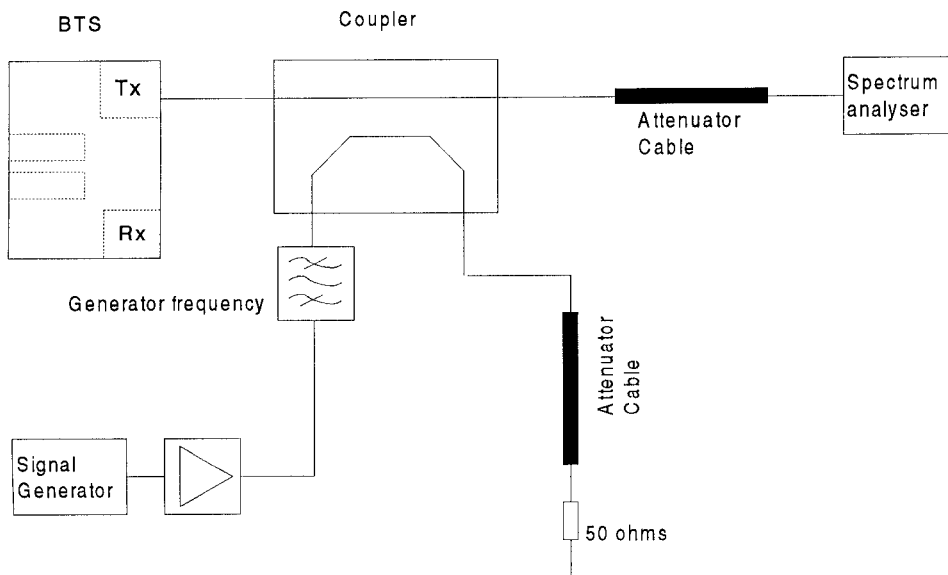 BTS
Coupler
Tx
Spectrum
analyser
Attenuator
Cable
Rx
Generator frequency
Attenuator
Cable
Signal
Generator
50 ohms